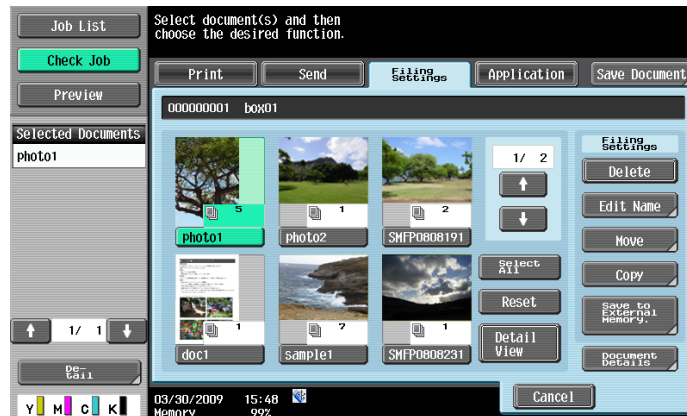 Job List
Check Job
Preview
Selected Documents
photo1
1/ 1
De-
tail
Y M C K
Select document(s) and then
choose the desired function.
Print
Send
Filing
Settings
Application
Save Document
000000001 box01
5
photo1
1
photo2
2
SMFP0808191
1
doc1
7
sample1
1
SMFP0808231
1/ 2
Select
All
Reset
Detail
View
Filing
Settings
Delete
Edit Name
Move
Copy
Save to
External
Memory.
Document
Details
Cancel
03/30/2009 15:48
Memory 99%